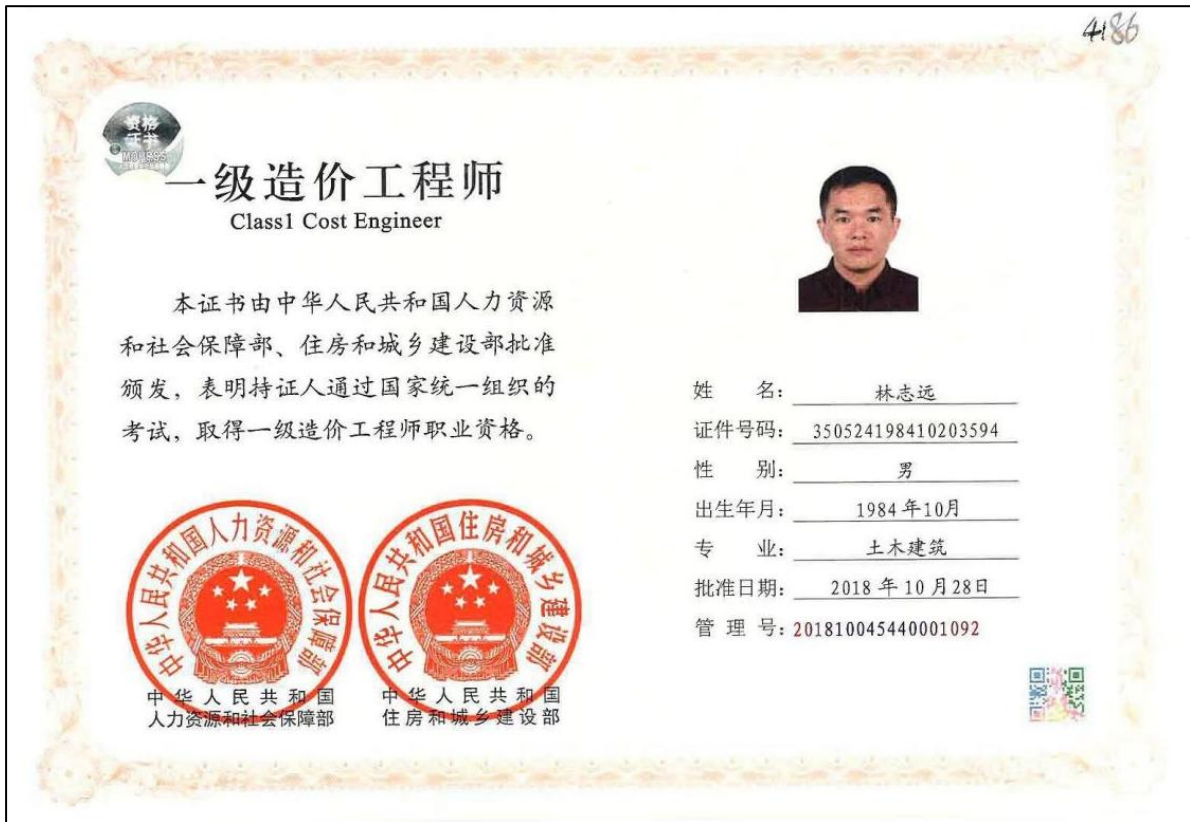 4186
资格
证书
MOHRSS
一级造价工程师
Class1 Cost Engineer
本证书由中华人民共和国人力资源
和社会保障部、住房和城乡建设部批准
颁发，表明持证人通过国家统一组织的
考试，取得一级造价工程师职业资格。
姓 名： 林志远
证件号码： 350524198410203594
性 别： 男
出生年月： 1984年10月
专 业： 土木建筑
批准日期： 2018年10月28日
管 理 号：201810045440001092
中华人民共和国人力资源和社会保障部
中华人民共和国住房和城乡建设部
中华人民共和国
人力资源和社会保障部
中华人民共和国
住房和城乡建设部